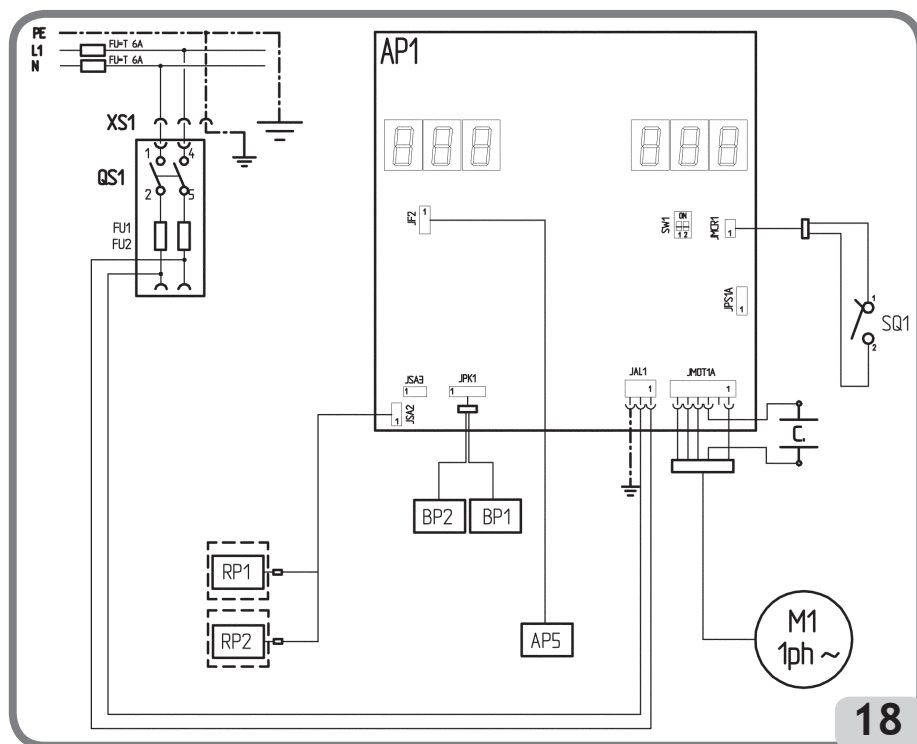 PE
L1 FU=T 6A
N FU=T 6A
AP1
XS1
1 4
QS1
2 5
FU1
FU2
JF2 1
SW1 ON 1 2
JMCR1 1
JPS1A 1
1
SQ1
2
JSA3 1
JPK1 1
JSA2 1
JAL1 1
JMOT1A 1
C.
BP2 BP1
RP1
RP2
AP5
M1
1ph ~
18